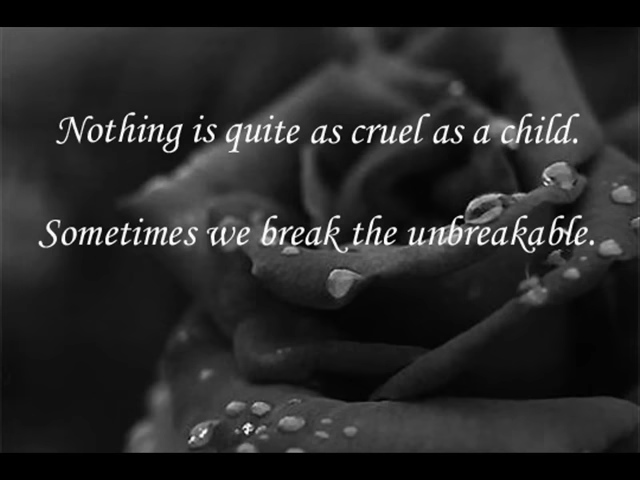 Nothing is quite as cruel as a child.
Sometimes we break the unbreakable.